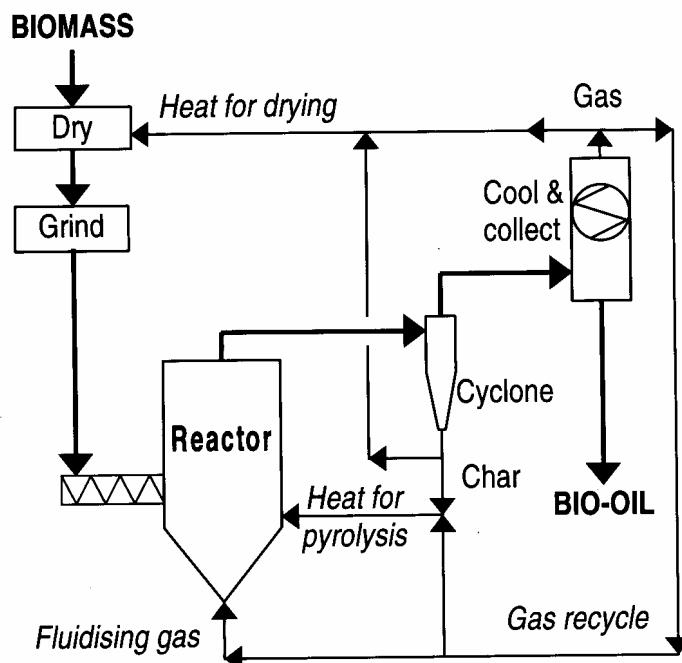 BIOMASS
Heat for drying
Gas
Dry
Cool &
collect
Grind
Cyclone
Reactor
Char
Heat for
pyrolysis
BIO-OIL
Gas recycle
Fluidising gas